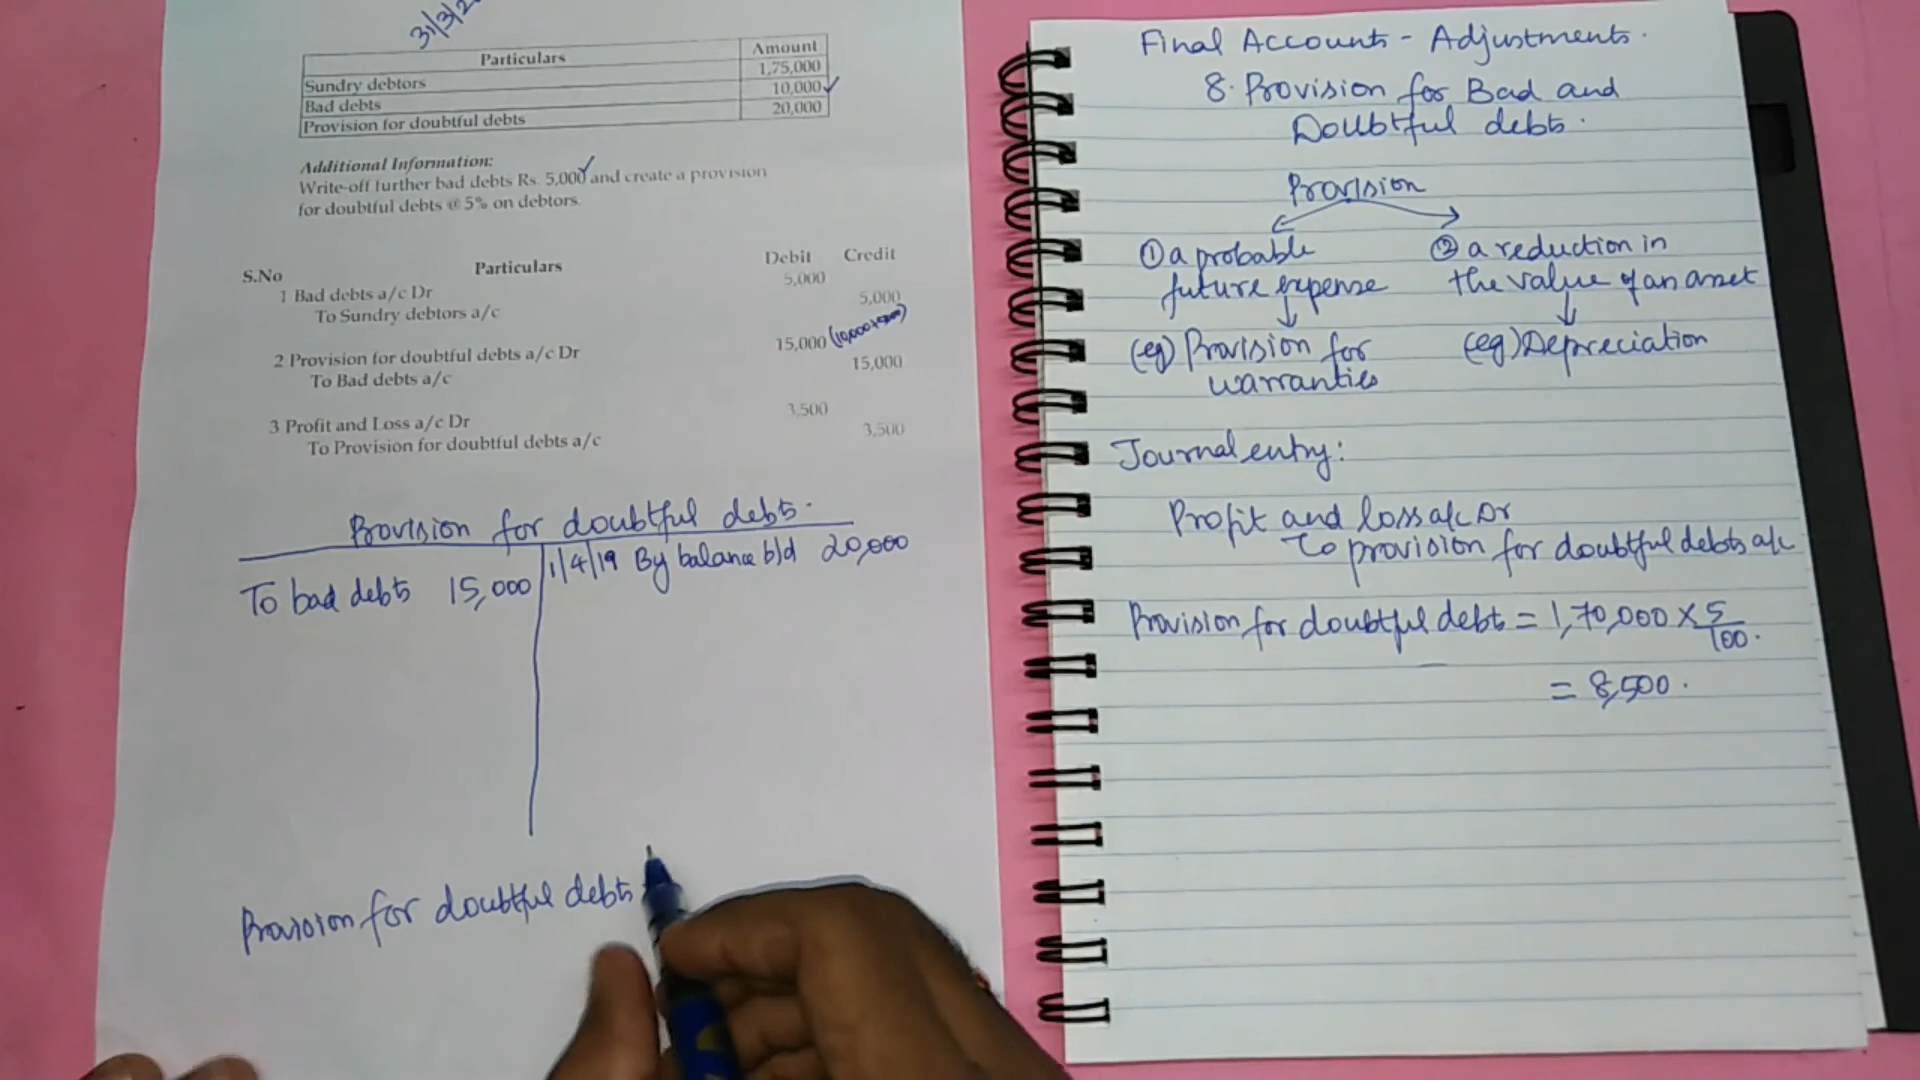 31/3/2
Particulars Amount
Sundry debtors 1,75,000
Bad debts 10,000
Provision for doubtful debts 20,000
Additional Information:
Write-off further bad debts Rs. 5,000 and create a provision
for doubtful debts @ 5% on debtors.
S.No Particulars Debit Credit
1 Bad debts a/c Dr 5,000
To Sundry debtors a/c 5,000
2 Provision for doubtful debts a/c Dr 15,000 (10,000+5000)
To Bad debts a/c 15,000
3 Profit and Loss a/c Dr 3,500
To Provision for doubtful debts a/c 3,500
Provision for doubtful debts.
To bad debts 15,000 1/4/19 By balance b/d 20,000
Provision for doubtful debts
Final Accounts - Adjustments.
8. Provision for Bad and
Doubtful debts.
Provision
① a probable
future expense
(eg) Provision for
warranties
② a reduction in
the value of an asset
(eg) Depreciation
Journal entry:
Profit and loss a/c Dr
To provision for doubtful debts a/c
Provision for doubtful debts = 1,70,000 × 5/100.
= 8,500.